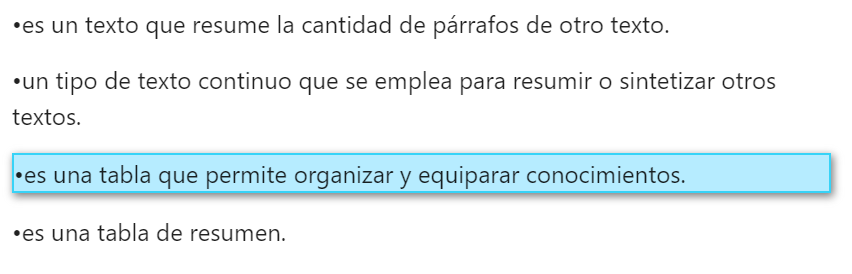 •es un texto que resume la cantidad de párrafos de otro texto.
•un tipo de texto continuo que se emplea para resumir o sintetizar otros
textos.
•es una tabla que permite organizar y equiparar conocimientos.
•es una tabla de resumen.